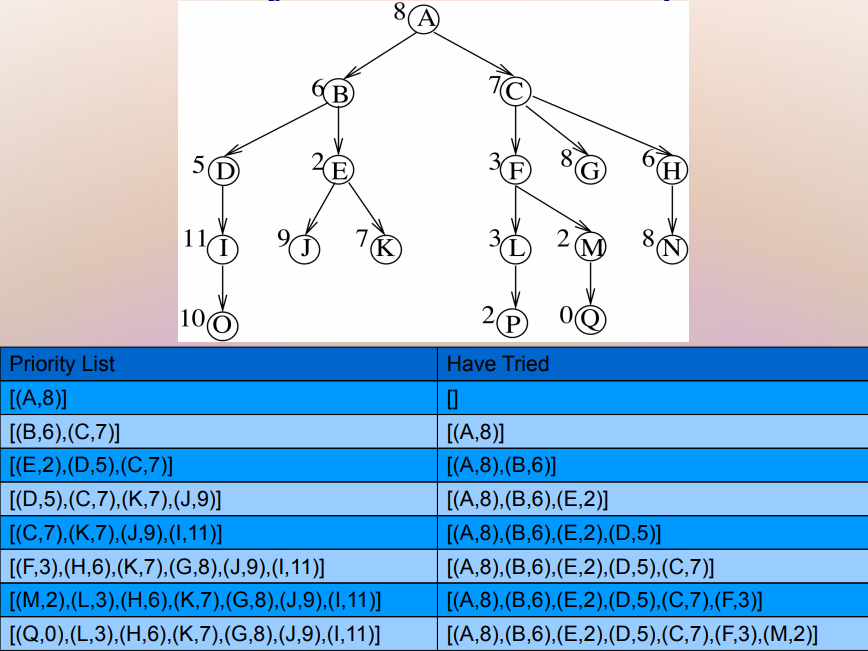 8 A
6 B 7 C
5 D 2 E 3 F 8 G 6 H
11 I 9 J 7 K 3 L 2 M 8 N
10 O 2 P 0 Q
Priority List Have Tried
[(A,8)] []
[(B,6),(C,7)] [(A,8)]
[(E,2),(D,5),(C,7)] [(A,8),(B,6)]
[(D,5),(C,7),(K,7),(J,9)] [(A,8),(B,6),(E,2)]
[(C,7),(K,7),(J,9),(I,11)] [(A,8),(B,6),(E,2),(D,5)]
[(F,3),(H,6),(K,7),(G,8),(J,9),(I,11)] [(A,8),(B,6),(E,2),(D,5),(C,7)]
[(M,2),(L,3),(H,6),(K,7),(G,8),(J,9),(I,11)] [(A,8),(B,6),(E,2),(D,5),(C,7),(F,3)]
[(Q,0),(L,3),(H,6),(K,7),(G,8),(J,9),(I,11)] [(A,8),(B,6),(E,2),(D,5),(C,7),(F,3),(M,2)]